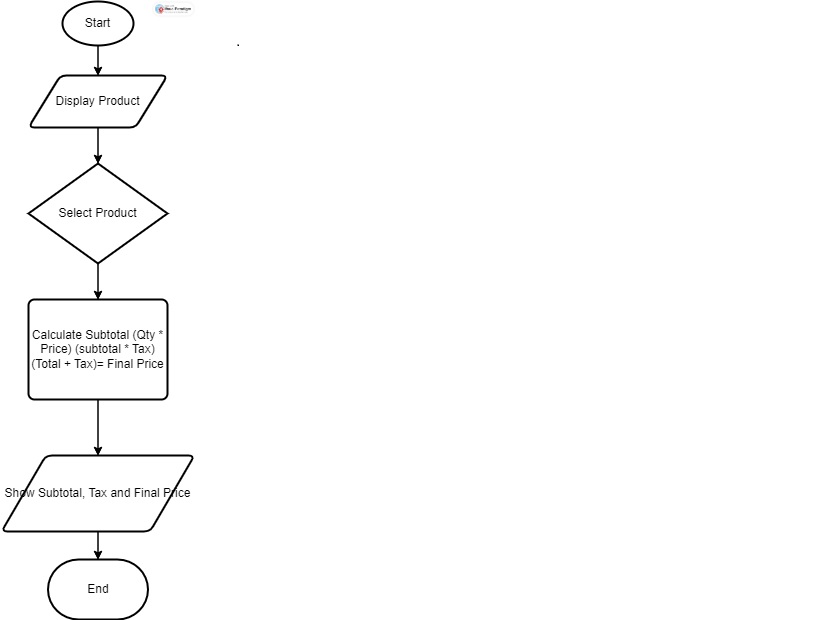 Start
Display Product
Select Product
Calculate Subtotal (Qty *
Price) (subtotal * Tax)
(Total + Tax)= Final Price
Show Subtotal, Tax and Final Price
End